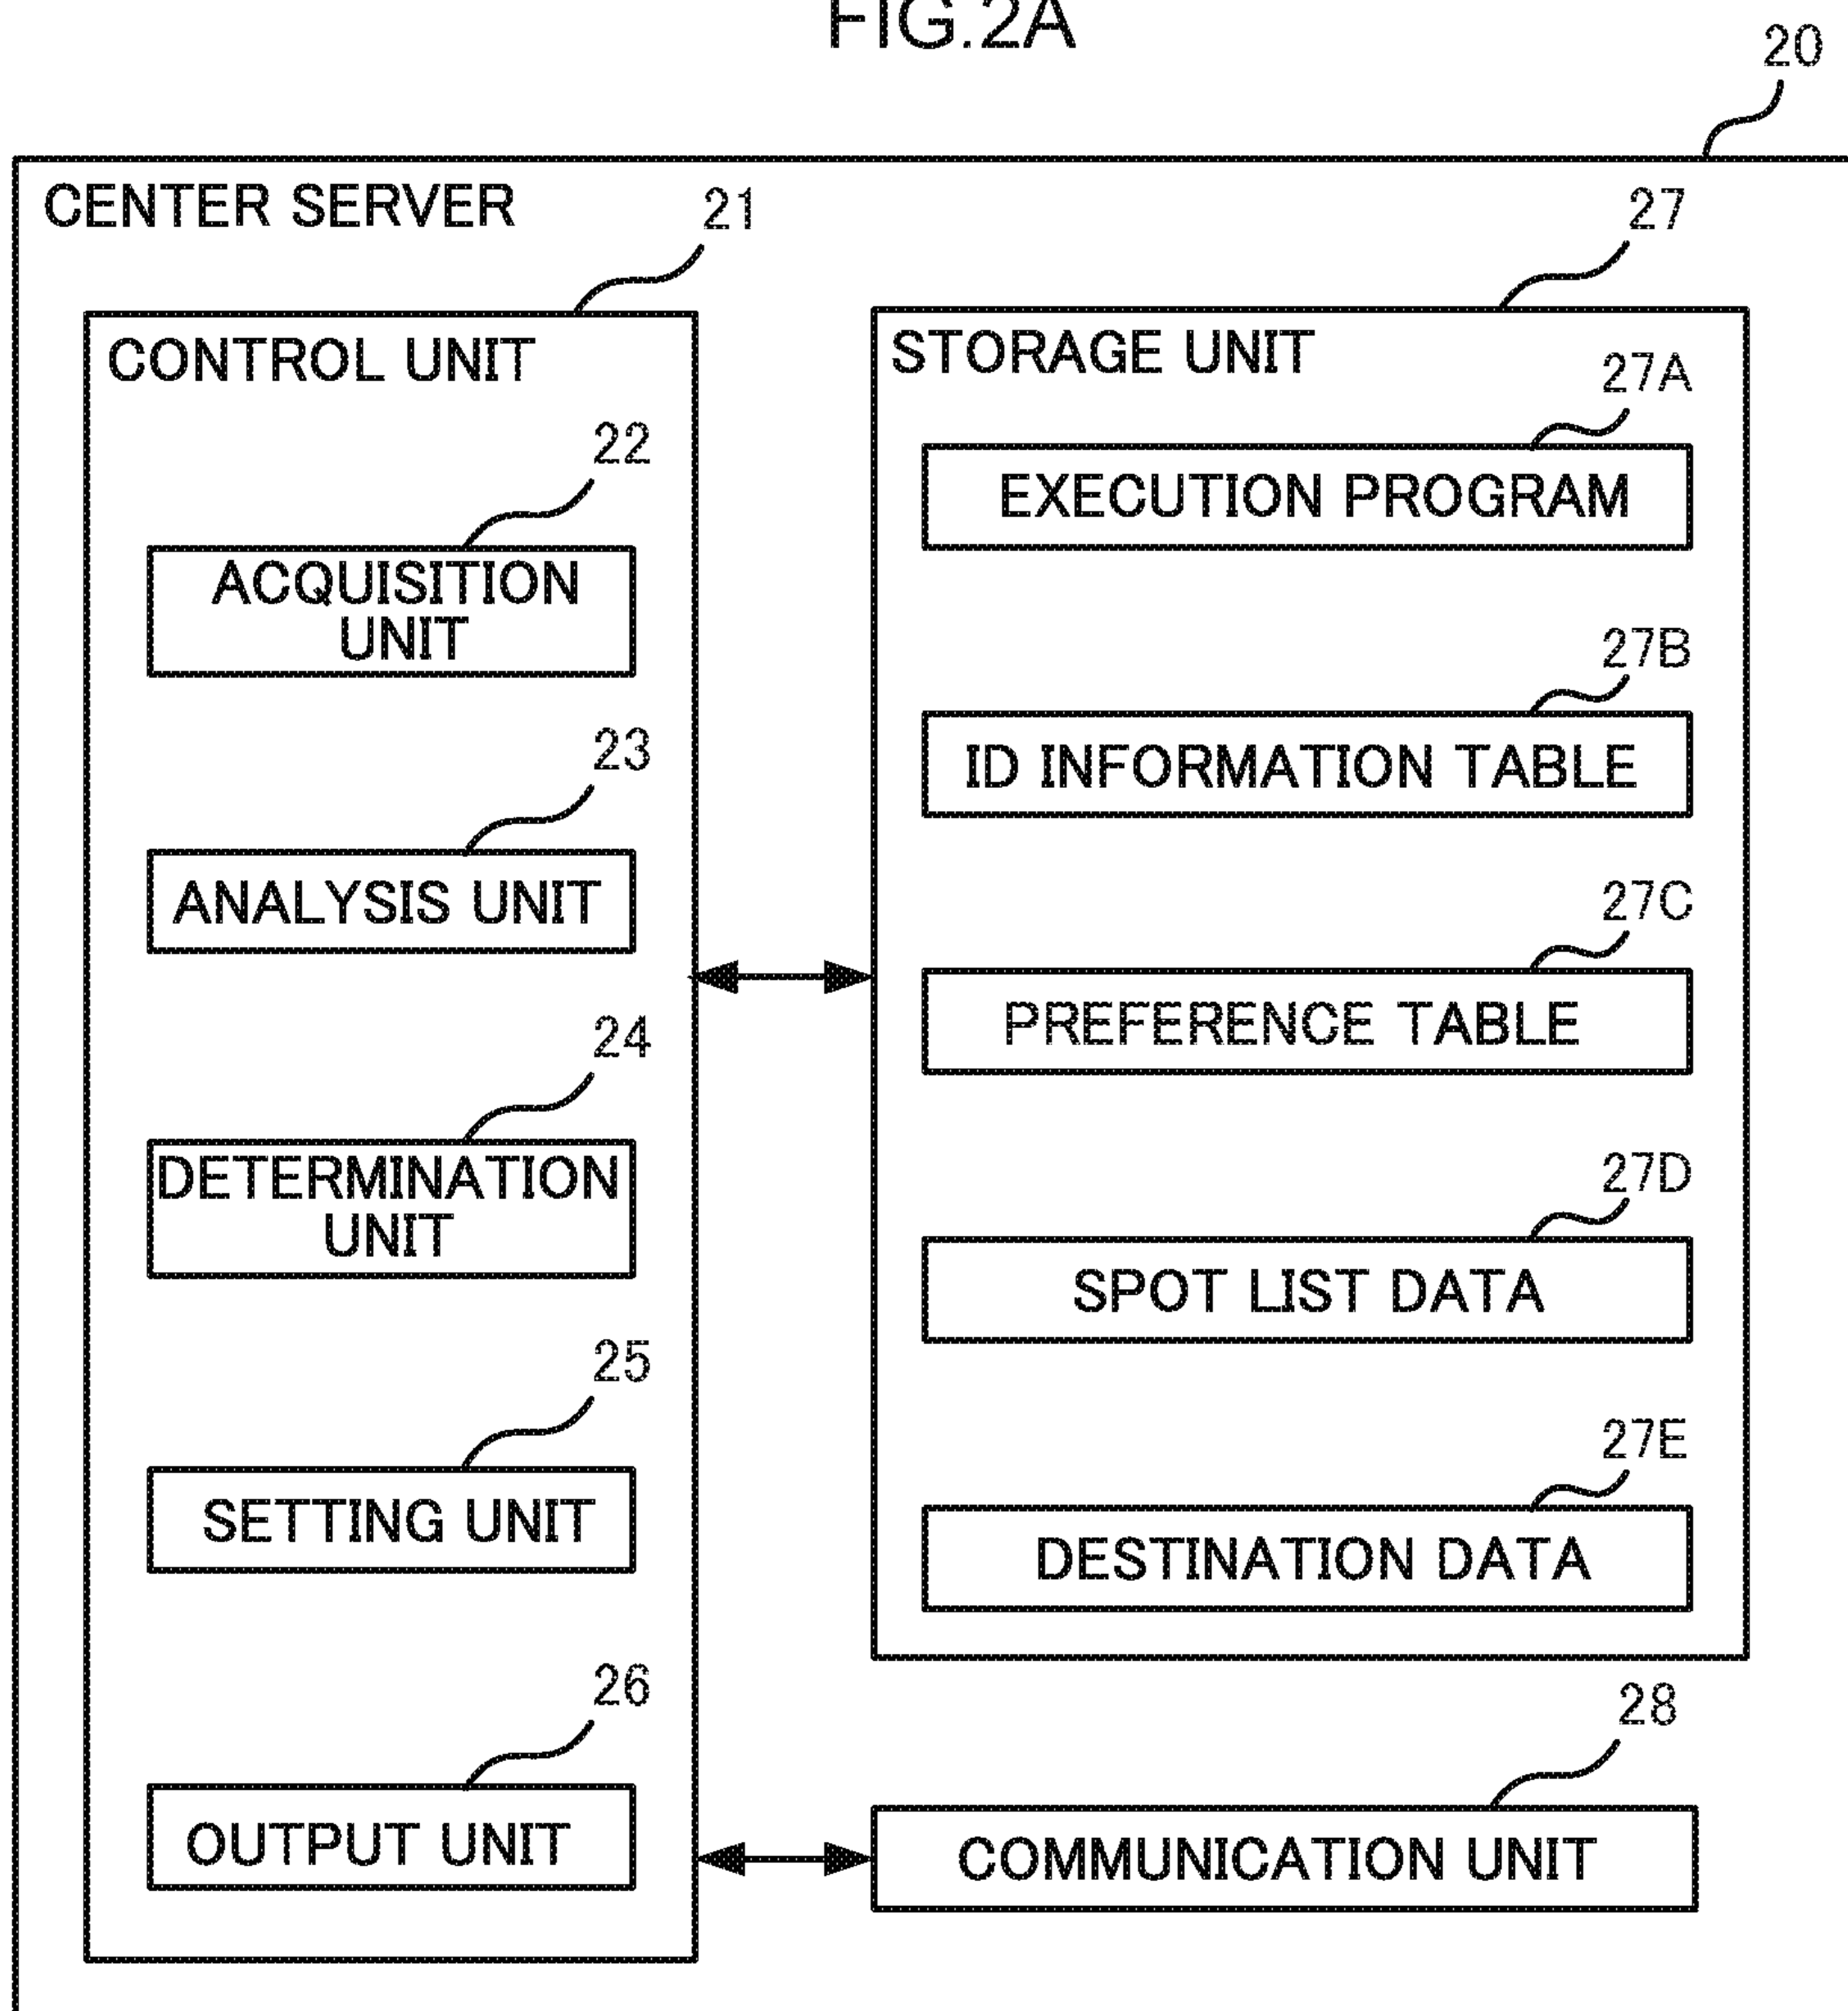 FIG.2A
20
CENTER SERVER
21
CONTROL UNIT
22
ACQUISITION
UNIT
23
ANALYSIS UNIT
24
DETERMINATION
UNIT
25
SETTING UNIT
26
OUTPUT UNIT
27
STORAGE UNIT
27A
EXECUTION PROGRAM
27B
ID INFORMATION TABLE
27C
PREFERENCE TABLE
27D
SPOT LIST DATA
27E
DESTINATION DATA
28
COMMUNICATION UNIT